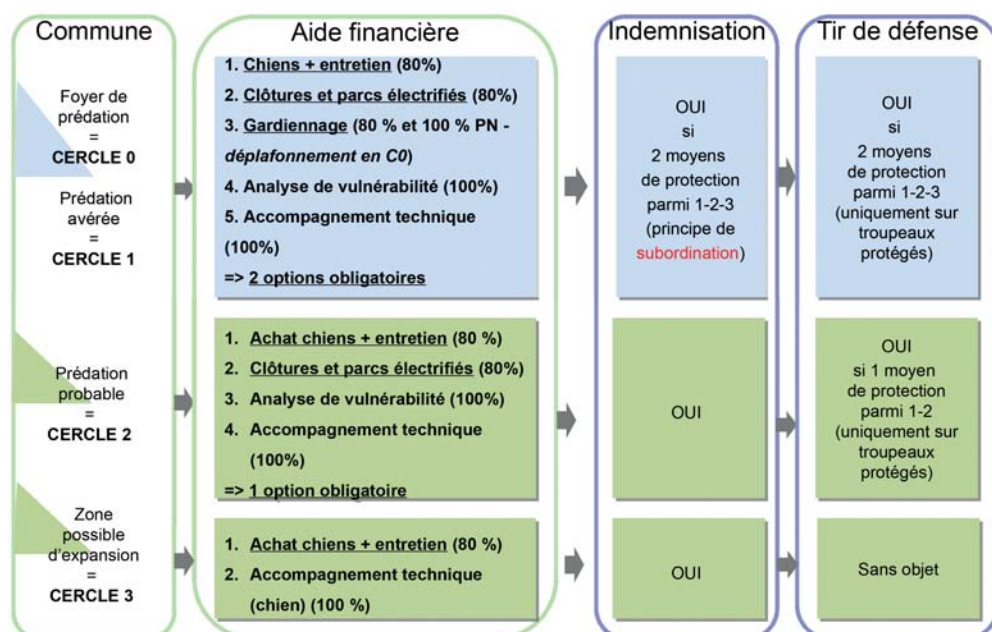 Commune
Aide financière
Indemnisation
Tir de défense
Foyer de
prédation
=
CERCLE 0
Prédation
avérée
=
CERCLE 1
1. Chiens + entretien (80%)
2. Clôtures et parcs électrifiés (80%)
3. Gardiennage (80 % et 100 % PN -
déplafonnement en C0)
4. Analyse de vulnérabilité (100%)
5. Accompagnement technique
(100%)
=> 2 options obligatoires
OUI
si
2 moyens
de protection
parmi 1-2-3
(principe de
subordination)
OUI
si
2 moyens
de protection
parmi 1-2-3
(uniquement sur
troupeaux
protégés)
Prédation
probable
=
CERCLE 2
1. Achat chiens + entretien (80 %)
2. Clôtures et parcs électrifiés (80%)
3. Analyse de vulnérabilité (100%)
4. Accompagnement technique
(100%)
=> 1 option obligatoire
OUI
OUI
si 1 moyen
de protection
parmi 1-2
(uniquement sur
troupeaux
protégés)
Zone
possible
d'expansion
=
CERCLE 3
1. Achat chiens + entretien (80 %)
2. Accompagnement technique
(chien) (100 %)
OUI
Sans objet